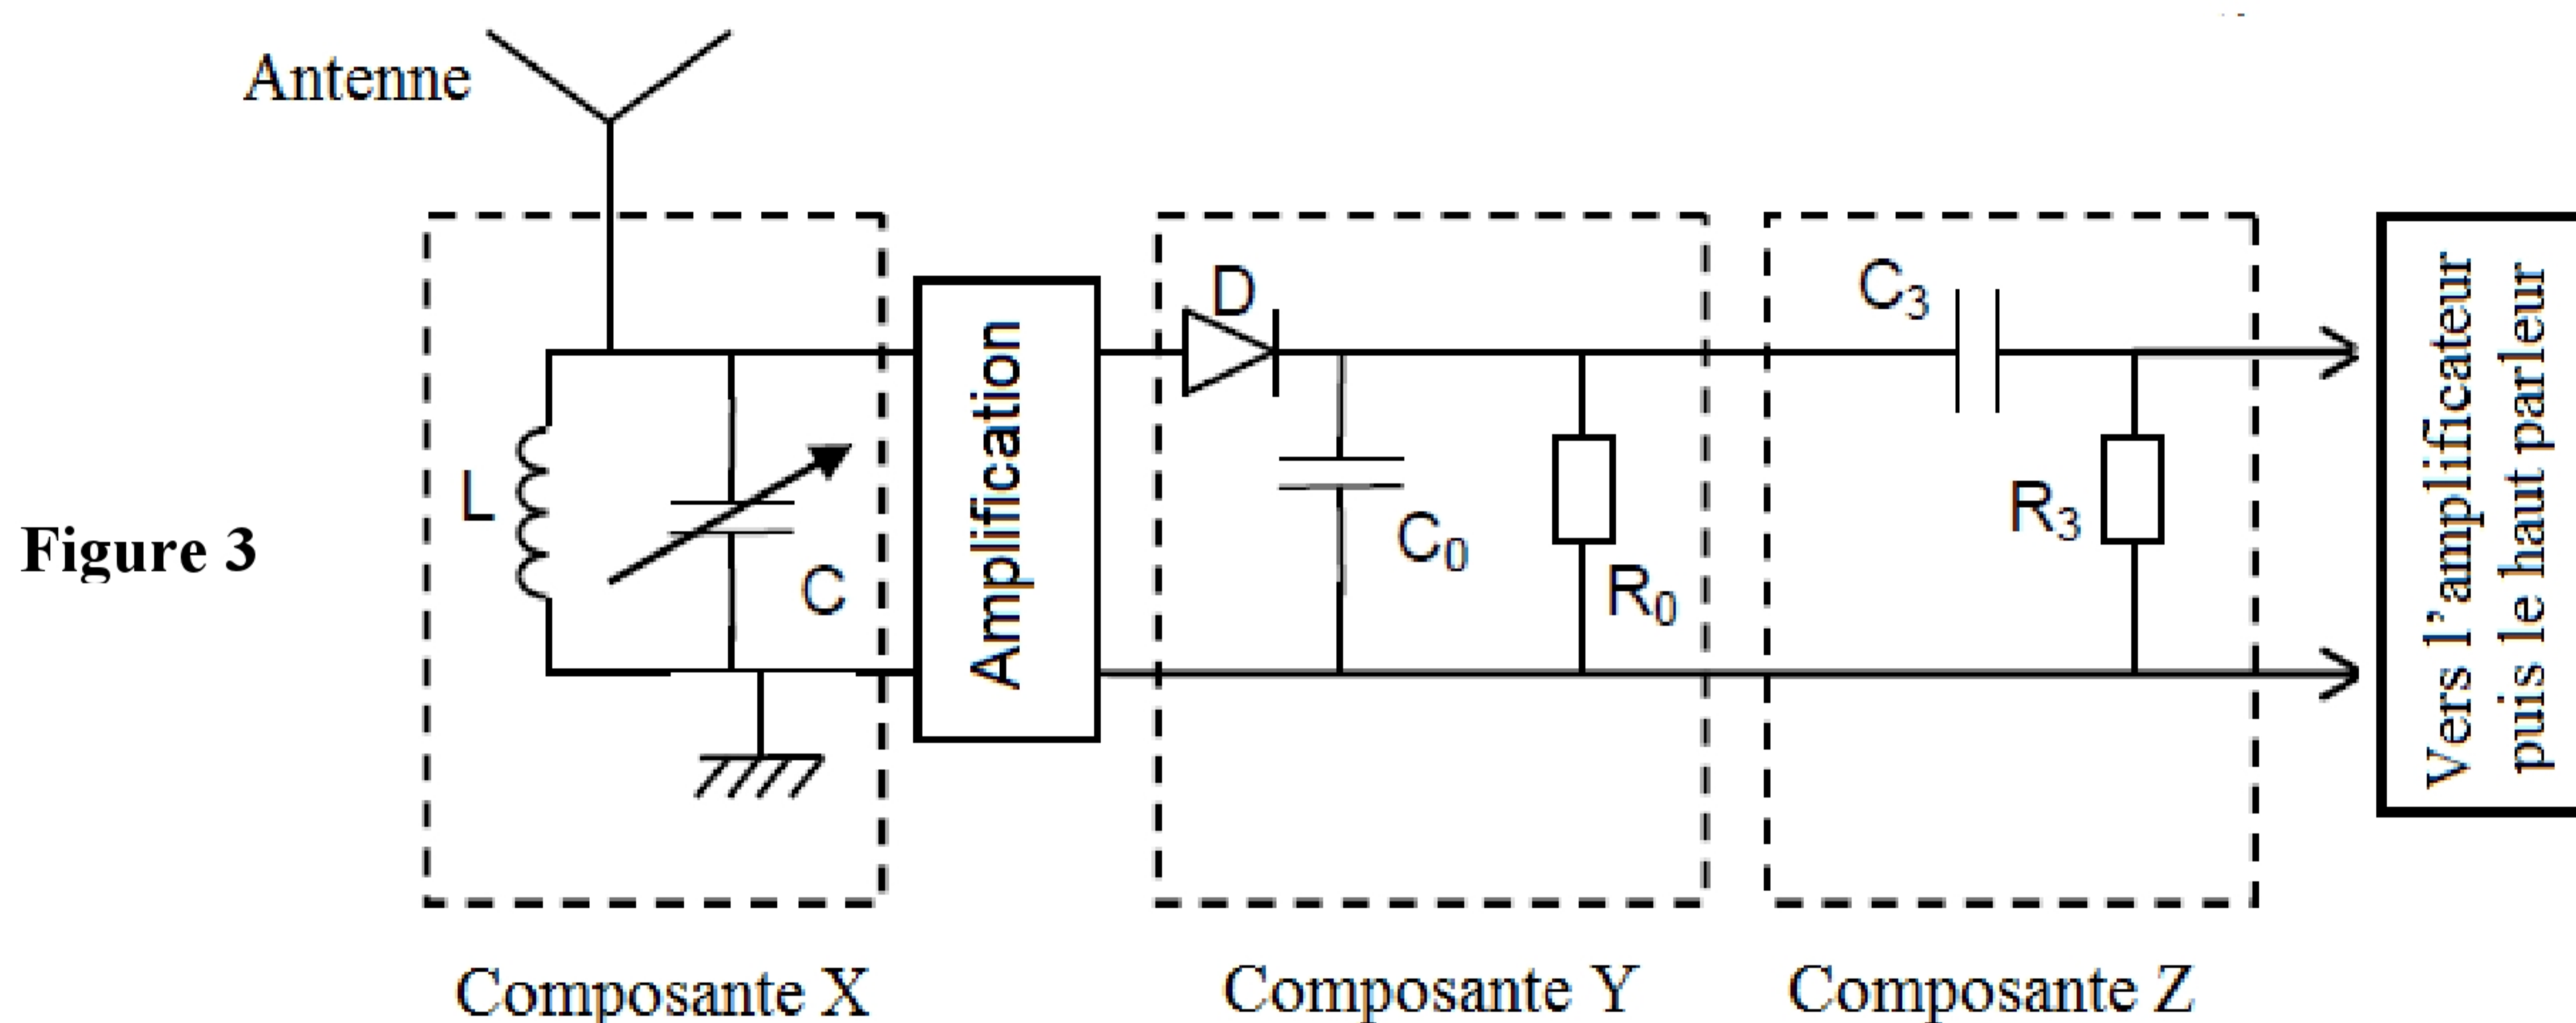 Antenne
Figure 3
L
C
Amplification
D
C₀
R₀
C₃
R₃
Vers l'amplificateur
puis le haut parleur
Composante X
Composante Y
Composante Z